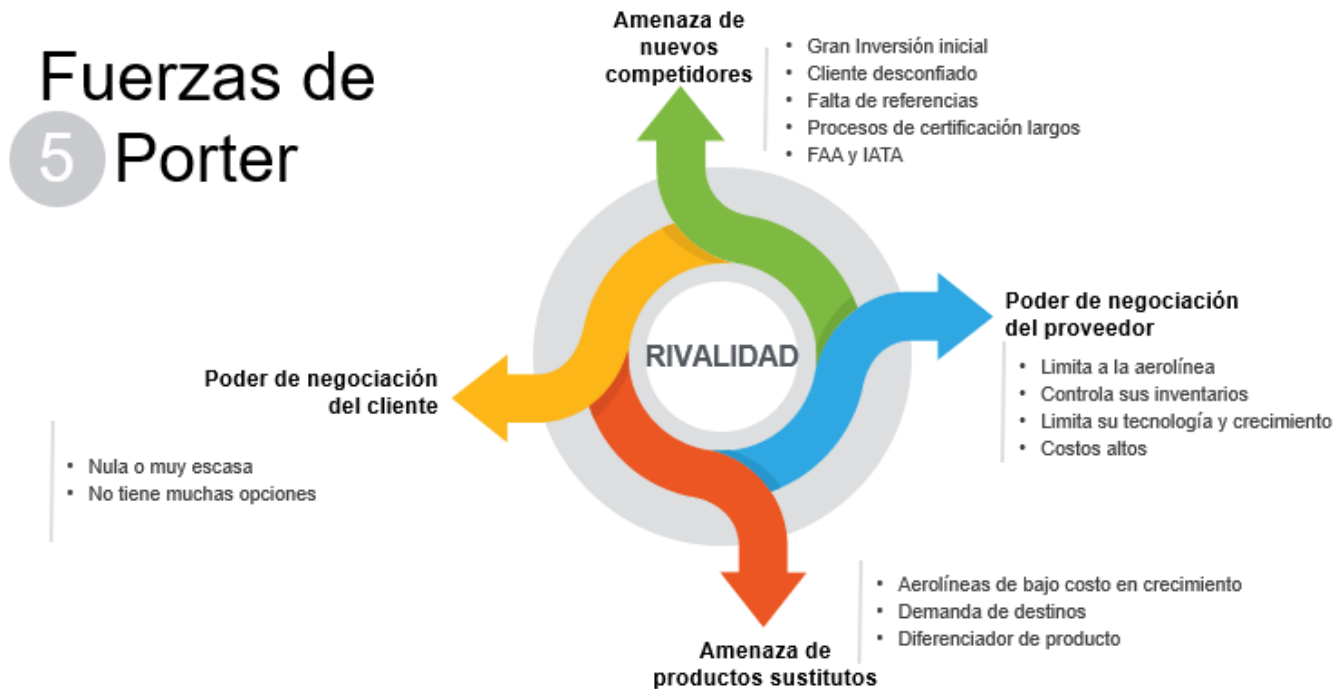 Fuerzas de
5 Porter
Amenaza de
nuevos
competidores
• Gran Inversión inicial
• Cliente desconfiado
• Falta de referencias
• Procesos de certificación largos
• FAA y IATA
RIVALIDAD
Poder de negociación
del proveedor
• Limita a la aerolínea
• Controla sus inventarios
• Limita su tecnología y crecimiento
• Costos altos
Poder de negociación
del cliente
• Nula o muy escasa
• No tiene muchas opciones
• Aerolíneas de bajo costo en crecimiento
• Demanda de destinos
• Diferenciador de producto
Amenaza de
productos sustitutos